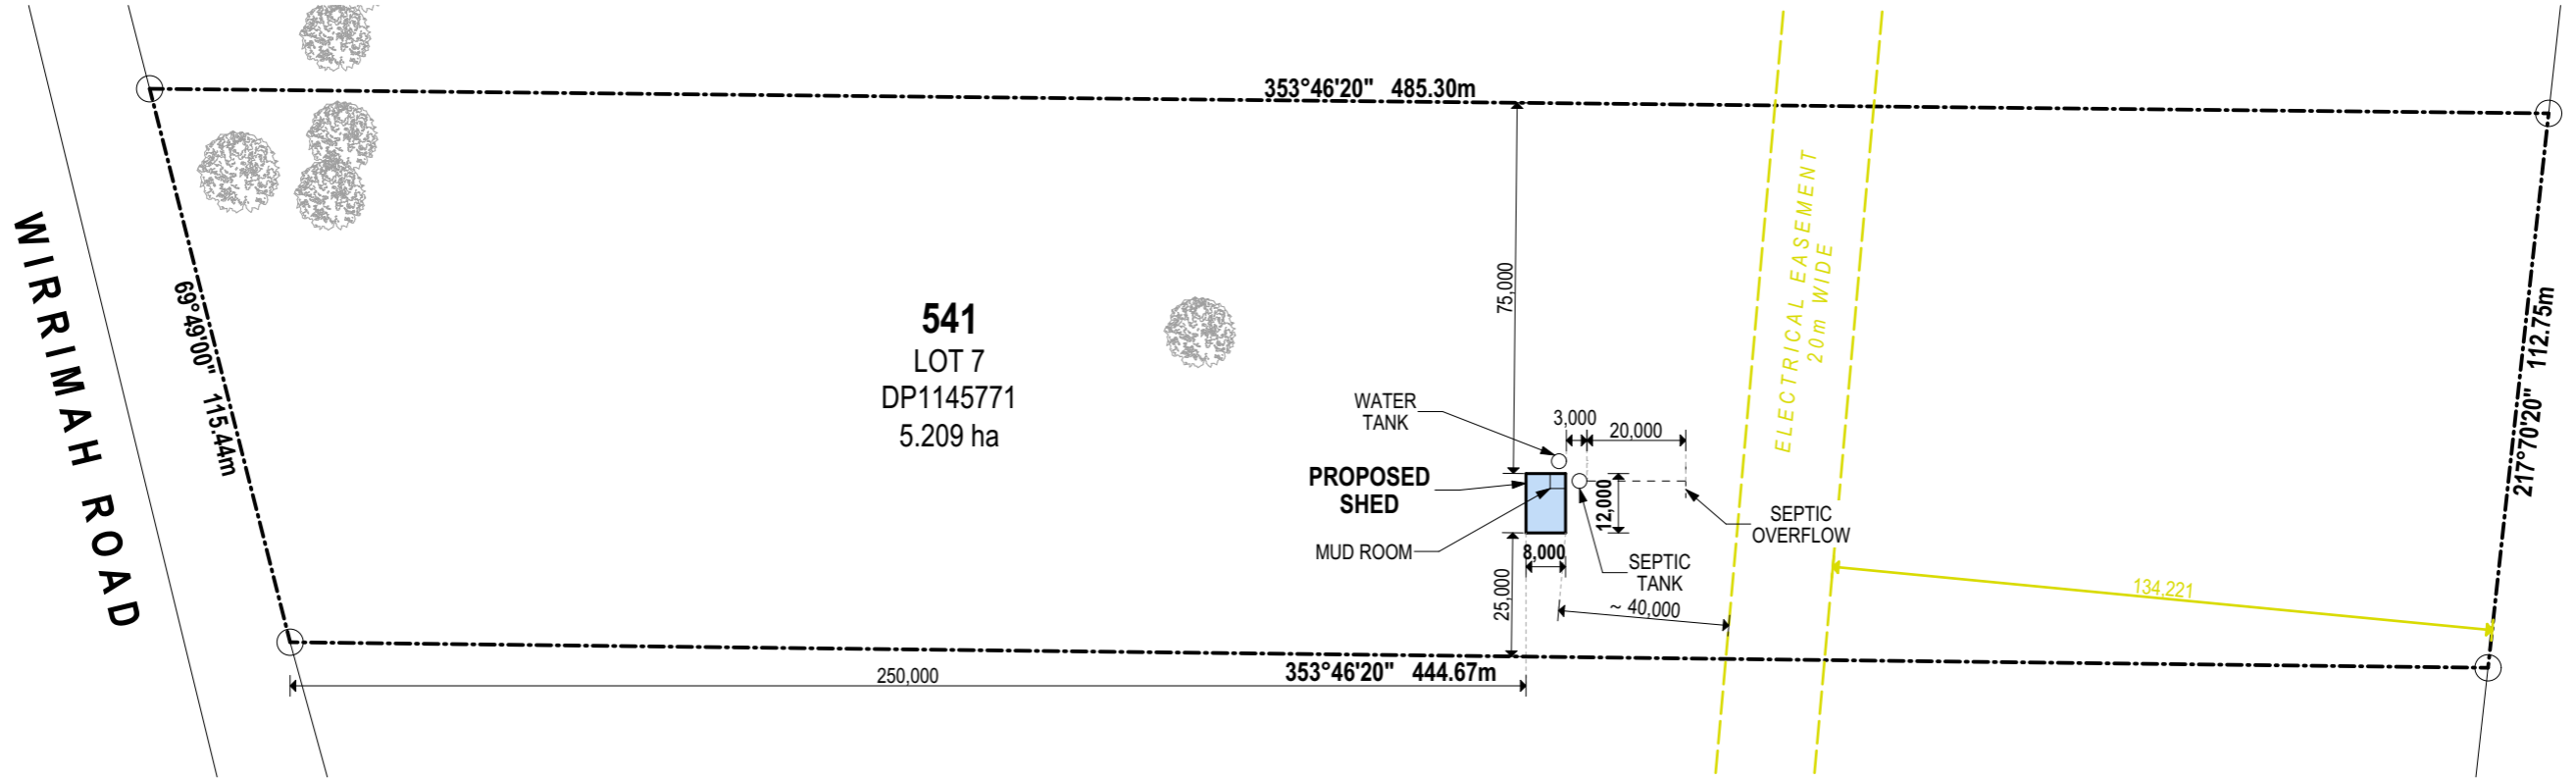 353°46'20" 485.30m
WIRRIMAH ROAD
69°49'00" 115.44m
541
LOT 7
DP1145771
5.209 ha
75,000
ELECTRICAL EASEMENT
20m WIDE
217°70'20" 112.75m
WATER
TANK
3,000
20,000
PROPOSED
SHED
12,000
MUD ROOM
8,000
SEPTIC
TANK
SEPTIC
OVERFLOW
25,000
~ 40,000
134,221
250,000
353°46'20" 444.67m